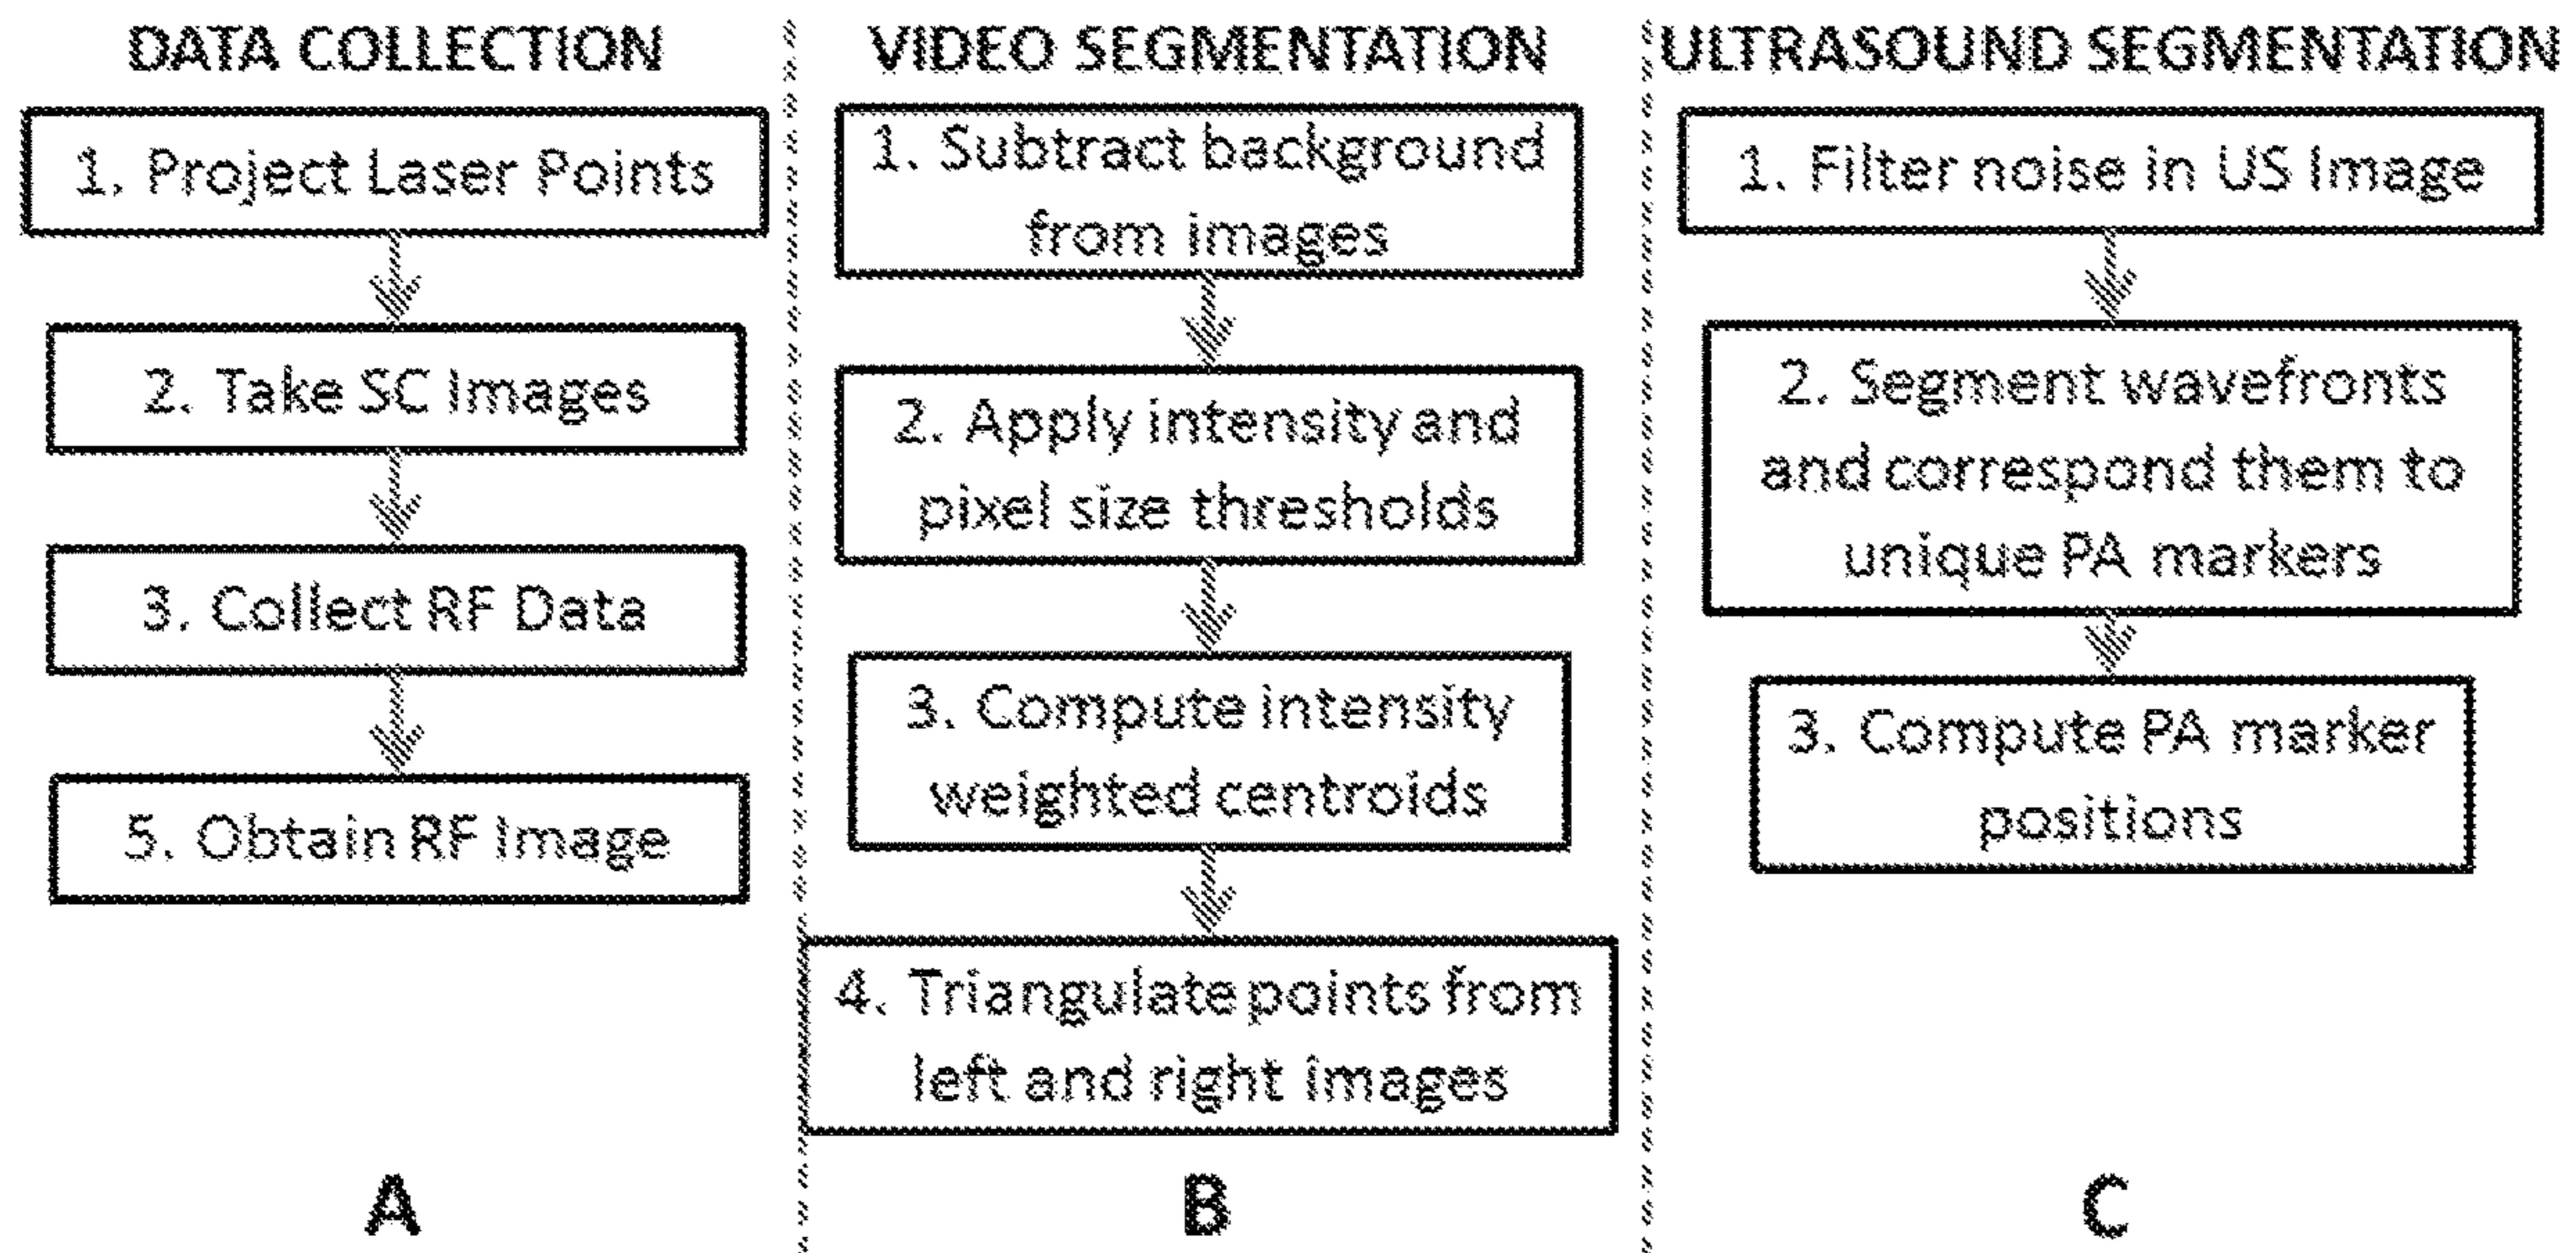 DATA COLLECTION
1. Project Laser Points
2. Take SC Images
3. Collect RF Data
5. Obtain RF Image
A
VIDEO SEGMENTATION
1. Subtract background
from images
2. Apply intensity and
pixel size thresholds
3. Compute intensity
weighted centroids
4. Triangulate points from
left and right images
B
ULTRASOUND SEGMENTATION
1. Filter noise in US Image
2. Segment wavefronts
and correspond them to
unique PA markers
3. Compute PA marker
positions
C